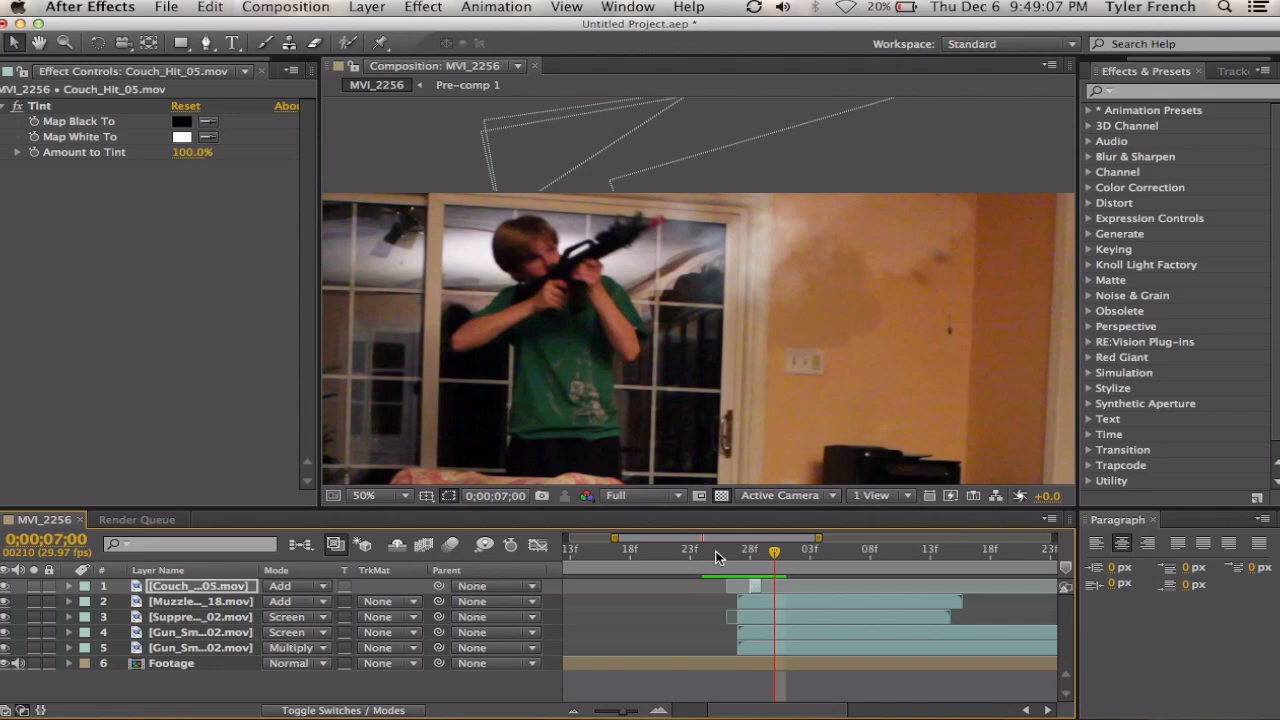 After Effects File Edit Composition Layer Effect Animation View Window Help 20% Thu Dec 6 9:49:07 PM Tyler French
Untitled Project.aep *
Workspace: Standard Search Help
Effect Controls: Couch_Hit_05.mov Composition: MVI_2256 Effects & Presets
MVI_2256 • Couch_Hit_05.mov MVI_2256 Pre-comp 1
fx Tint Reset
Map Black To
Map White To
Amount to Tint 100.0%
* Animation Presets
3D Channel
Audio
Blur & Sharpen
Channel
Color Correction
Distort
Expression Controls
Generate
Keying
Knoll Light Factory
Matte
Noise & Grain
Obsolete
Perspective
RE:Vision Plug-ins
Red Giant
Simulation
Stylize
Synthetic Aperture
Text
Time
Transition
Trapcode
Utility
50% 0;00;07;00 Full Active Camera 1 View +0.0
MVI_2256 Render Queue Paragraph
0;00;07;00
00210 (29.97 fps)
13f 18f 23f 28f 03f 08f 13f 18f 23f
Layer Name Mode T TrkMat Parent
1 [Couch_...05.mov] Add None
2 [Muzzle..._18.mov] Add None None
3 [Suppre..._02.mov] Screen None None
4 [Gun_Sm...02.mov] Screen None None
5 [Gun_Sm...02.mov] Multiply None None
6 Footage Normal None None
0 px 0 px 0 px
0 px 0 px
Toggle Switches / Modes